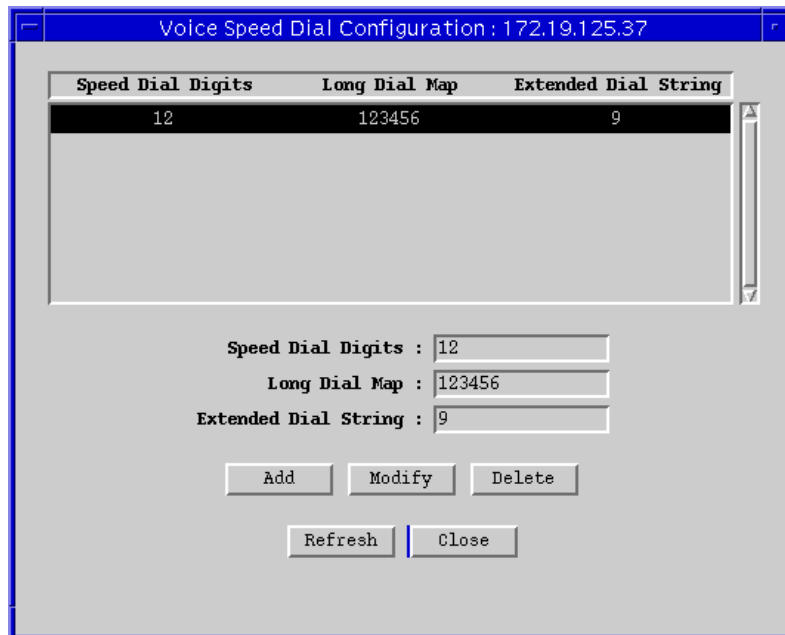 Voice Speed Dial Configuration : 172.19.125.37
Speed Dial Digits Long Dial Map Extended Dial String
12 123456 9
Speed Dial Digits : 12
Long Dial Map : 123456
Extended Dial String : 9
Add Modify Delete
Refresh Close